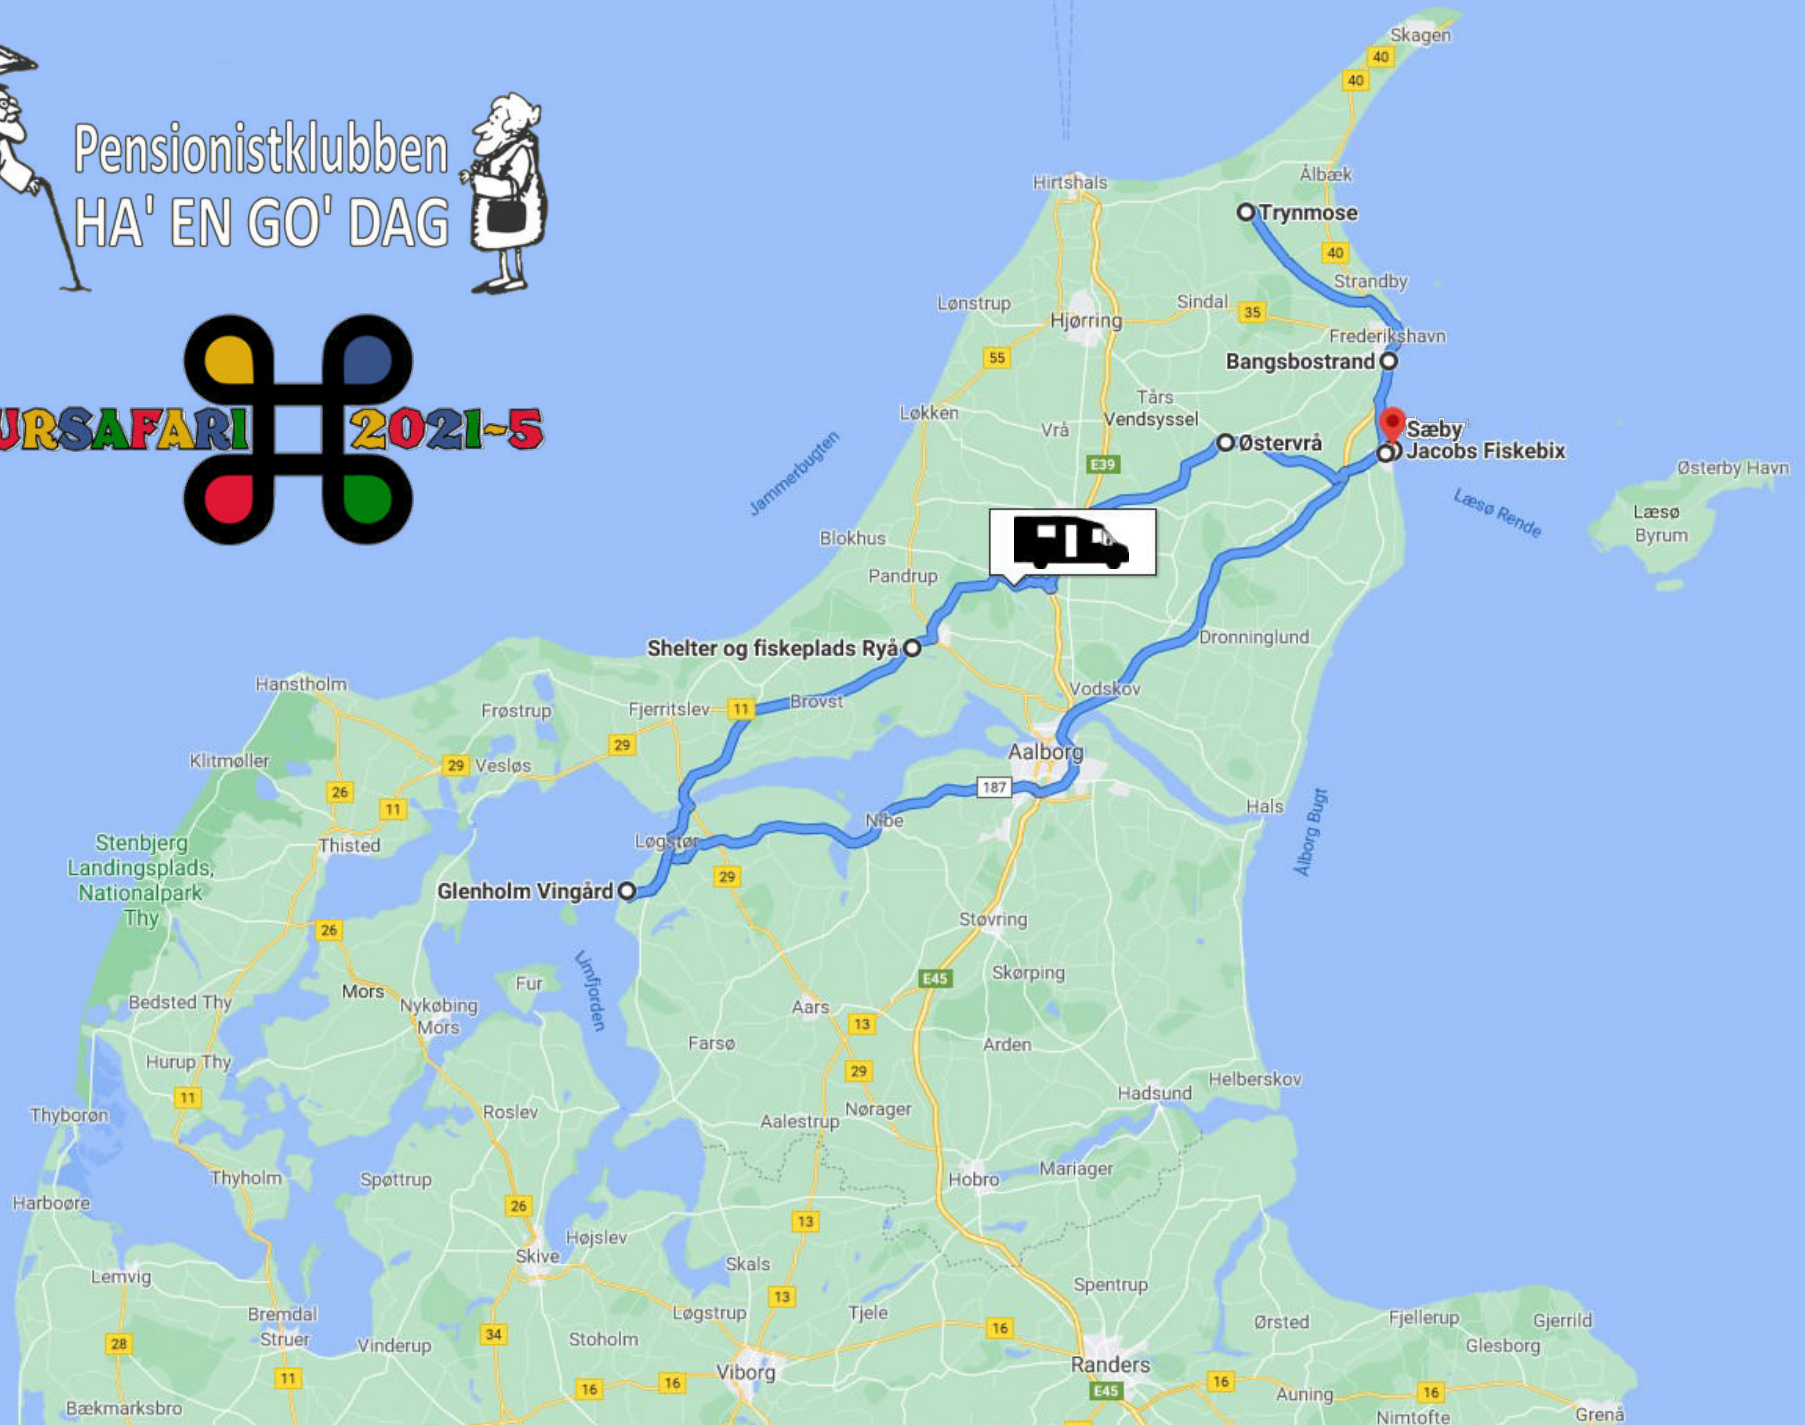 Pensionistklubben
HA' EN GO' DAG
URSAFARI 2021~5
Skagen
40
40
Ålbæk
Hirtshals
Trynmose
40
Strandby
Lønstrup
Sindal
35
Hjørring
Frederikshavn
55
Bangsbostrand
Tårs
Løkken
Vendsyssel
Vrå
Sæby
Østervrå
Jacobs Fiskebix
Jammerbugten
E39
Østerby Havn
Læsø Rende
Læsø
Byrum
Blokhus
Pandrup
Dronninglund
Shelter og fiskeplads Ryå
Hanstholm
Vodskov
Brovst
Frøstrup
Fjerritslev
11
29
Aalborg
Klitmøller
29
Vesløs
187
26
11
Hals
Ålborg Bugt
Nibe
Løgstør
Thisted
Stenbjerg
Landingsplads,
Nationalpark
Thy
29
Glenholm Vingård
Støvring
26
Limfjorden
Skørping
E45
Fur
Mors
Bedsted Thy
Nykøbing
Mors
Aars
13
Farsø
Arden
Hurup Thy
29
Helberskov
Hadsund
11
Thyborøn
Roslev
Nørager
Aalestrup
Mariager
Thyholm
Spøttrup
Hobro
Harboøre
26
13
Højslev
Skive
Skals
Lemvig
Spentrup
13
Bremdal
Struer
Løgstrup
Tjele
Ørsted
Fjellerup
Gjerrild
28
Vinderup
34
Stoholm
16
Glesborg
Viborg
Randers
11
16
16
E45
16
Auning
16
Bækmarksbro
Nimtofte
Grenå